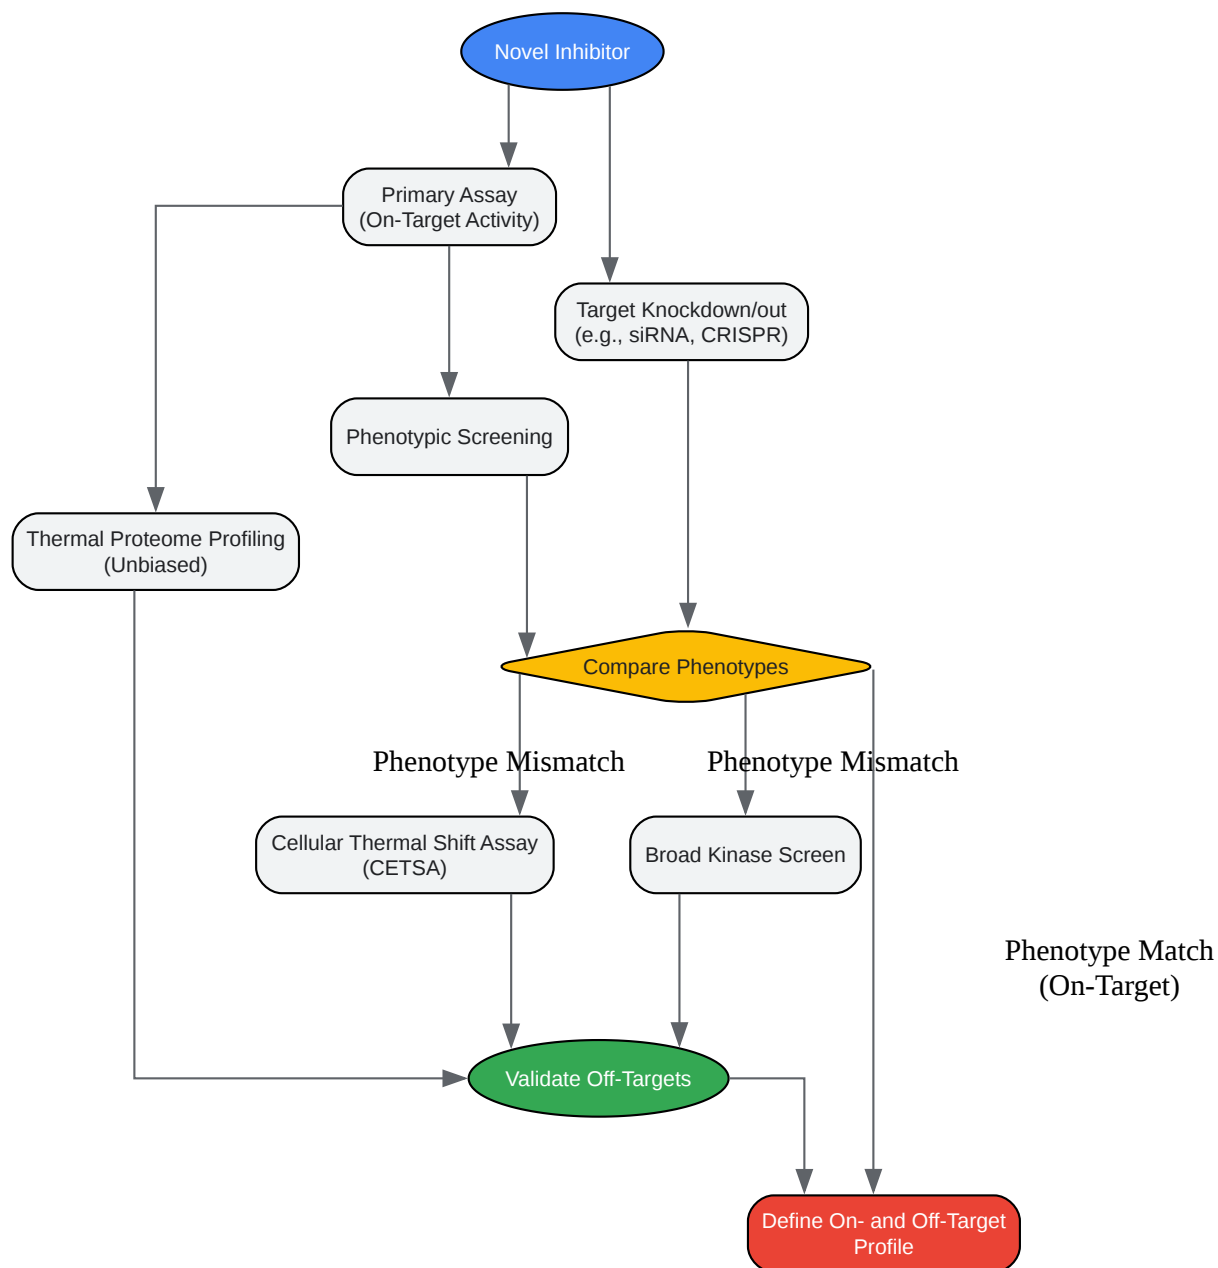 Novel Inhibitor
Primary Assay
(On-Target Activity)
Target Knockdown/out
(e.g., siRNA, CRISPR)
Phenotypic Screening
Thermal Proteome Profiling
(Unbiased)
Compare Phenotypes
Phenotype Mismatch
Phenotype Mismatch
Cellular Thermal Shift Assay
(CETSA)
Broad Kinase Screen
Phenotype Match
(On-Target)
Validate Off-Targets
Define On- and Off-Target
Profile